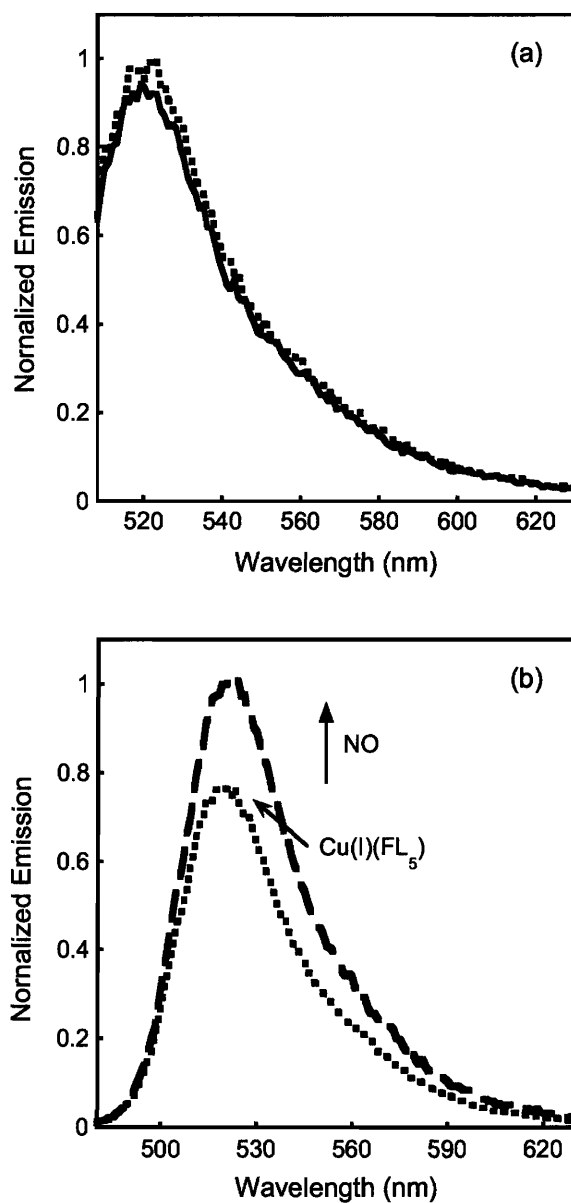 (a)
Nornalized Emission
1
0.8
0.6
0.4
0.2
0
520 540 560 580 600 620
Wavelength (nm)
(b)
Normalized Emission
1
0.8
0.6
0.4
0.2
0
NO
Cu(I)(FL₅)
500 530 560 590 620
Wavelength (nm)